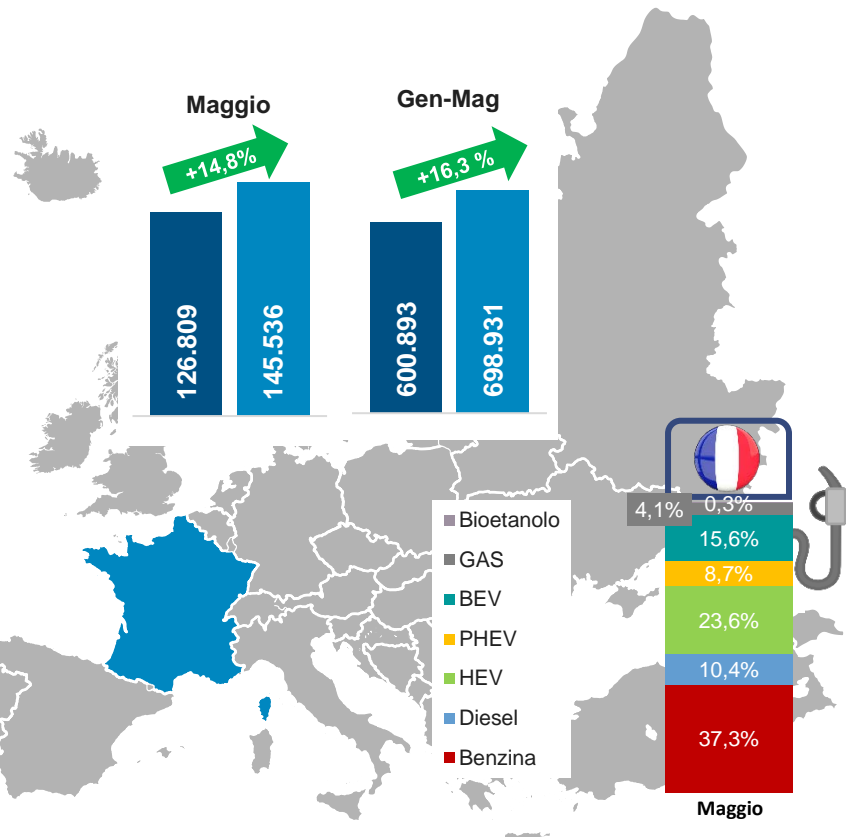 Maggio
+14,8%
126.809
145.536
Gen-Mag
+16,3 %
600.893
698.931
Bioetanolo
GAS
BEV
PHEV
HEV
Diesel
Benzina
4,1%
0,3%
15,6%
8,7%
23,6%
10,4%
37,3%
Maggio